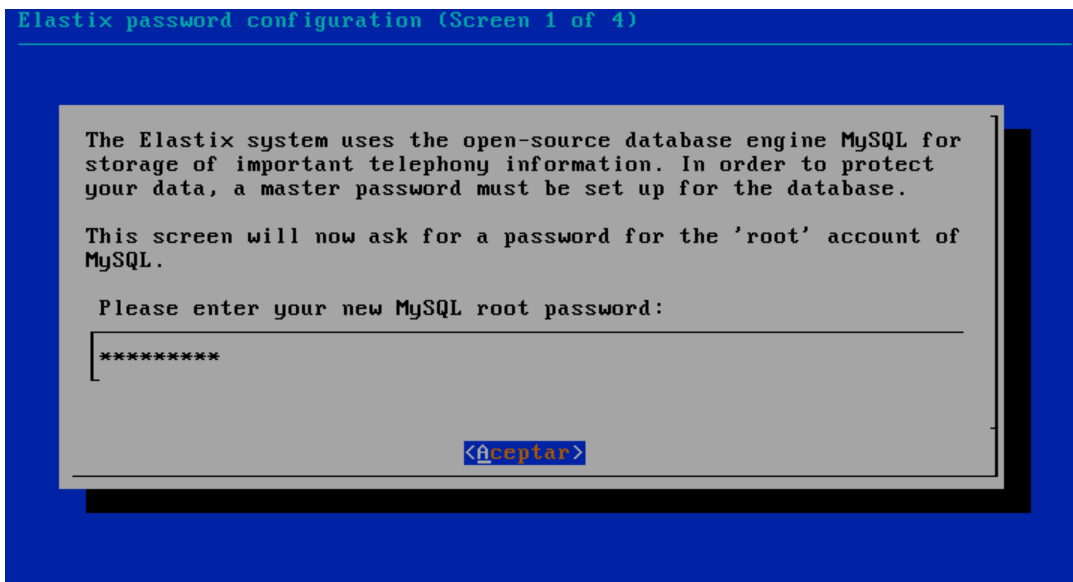 Elastix password configuration (Screen 1 of 4)
The Elastix system uses the open-source database engine MySQL for
storage of important telephony information. In order to protect
your data, a master password must be set up for the database.
This screen will now ask for a password for the 'root' account of
MySQL.
Please enter your new MySQL root password:
*********
<Aceptar>